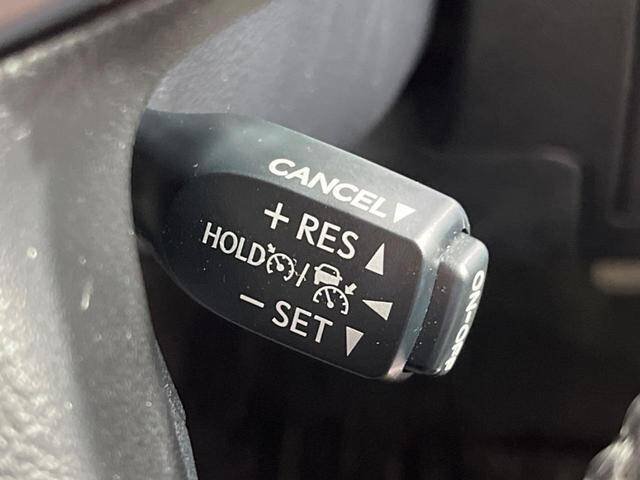 CANCEL▼
+ RES ▲
HOLD /
− SET ▼
ON·OFF